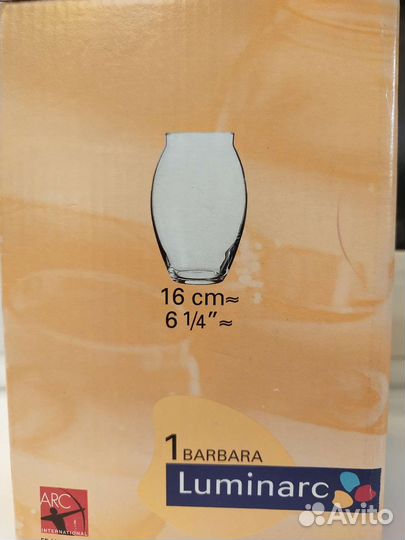 16 cm≈
6 1/4"≈
1 BARBARA
Luminarc
ARC
INTERNATIONAL
Avito